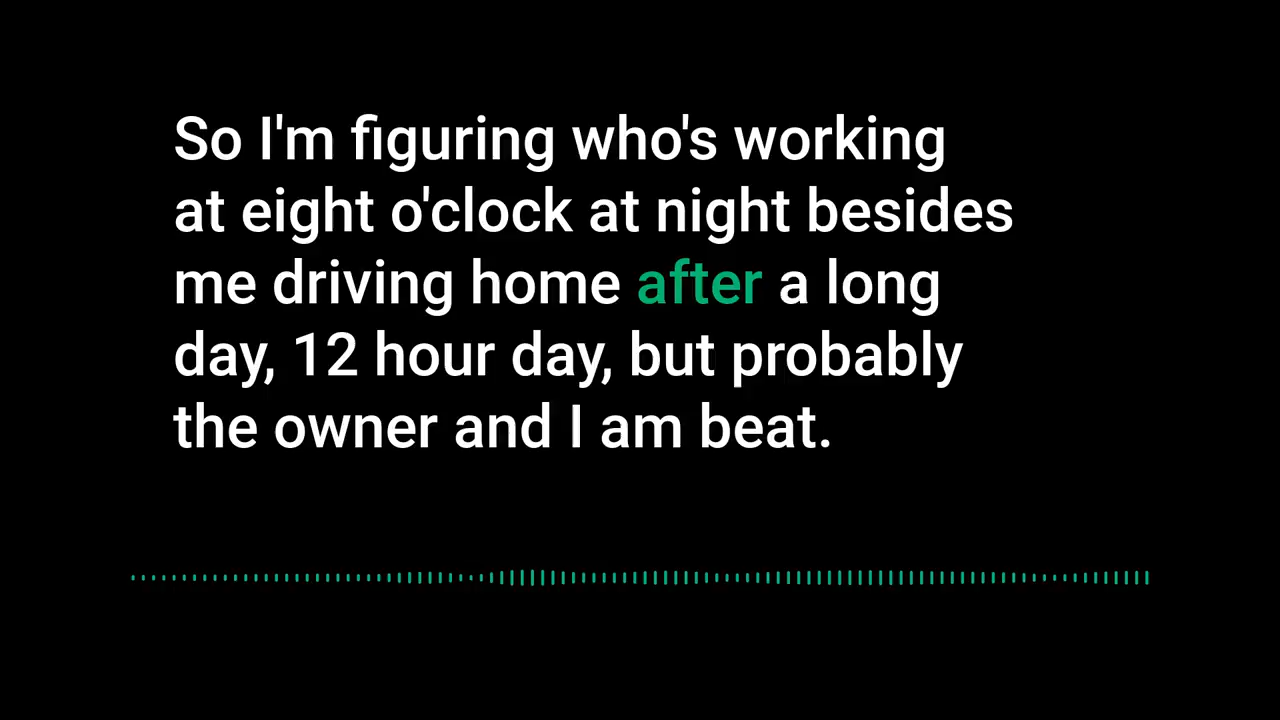 So I'm figuring who's working
at eight o'clock at night besides
me driving home after a long
day, 12 hour day, but probably
the owner and I am beat.